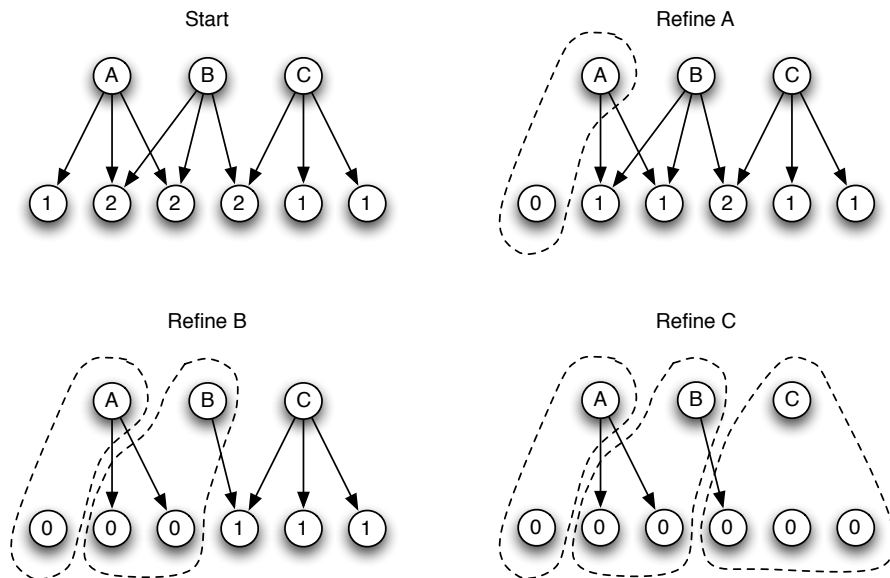 Start
A B C
1 2 2 2 1 1
Refine A
A B C
0 1 1 2 1 1
Refine B
A B C
0 0 0 1 1 1
Refine C
A B C
0 0 0 0 0 0